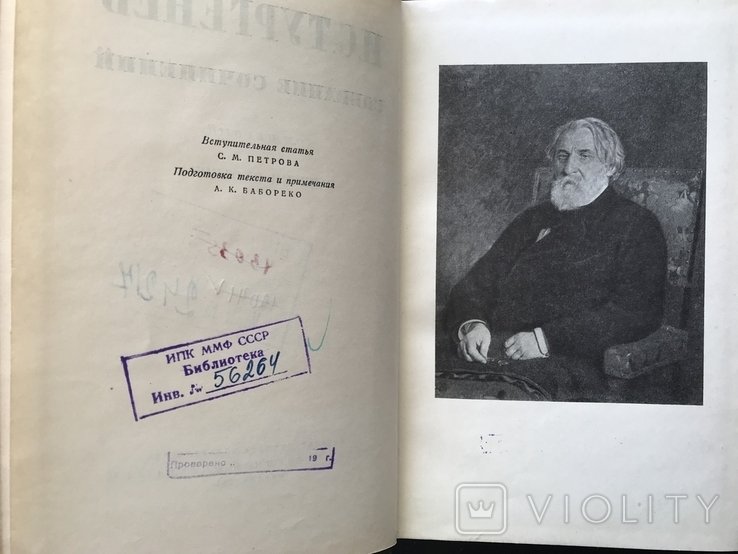 Вступительная статья
С. М. ПЕТРОВА
Подготовка текста и примечания
А. К. БАБОРЕКО
ИПК ММФ СССР
Библиотека
Инв. № 56264
Проверено 19 г.
VIOLITY